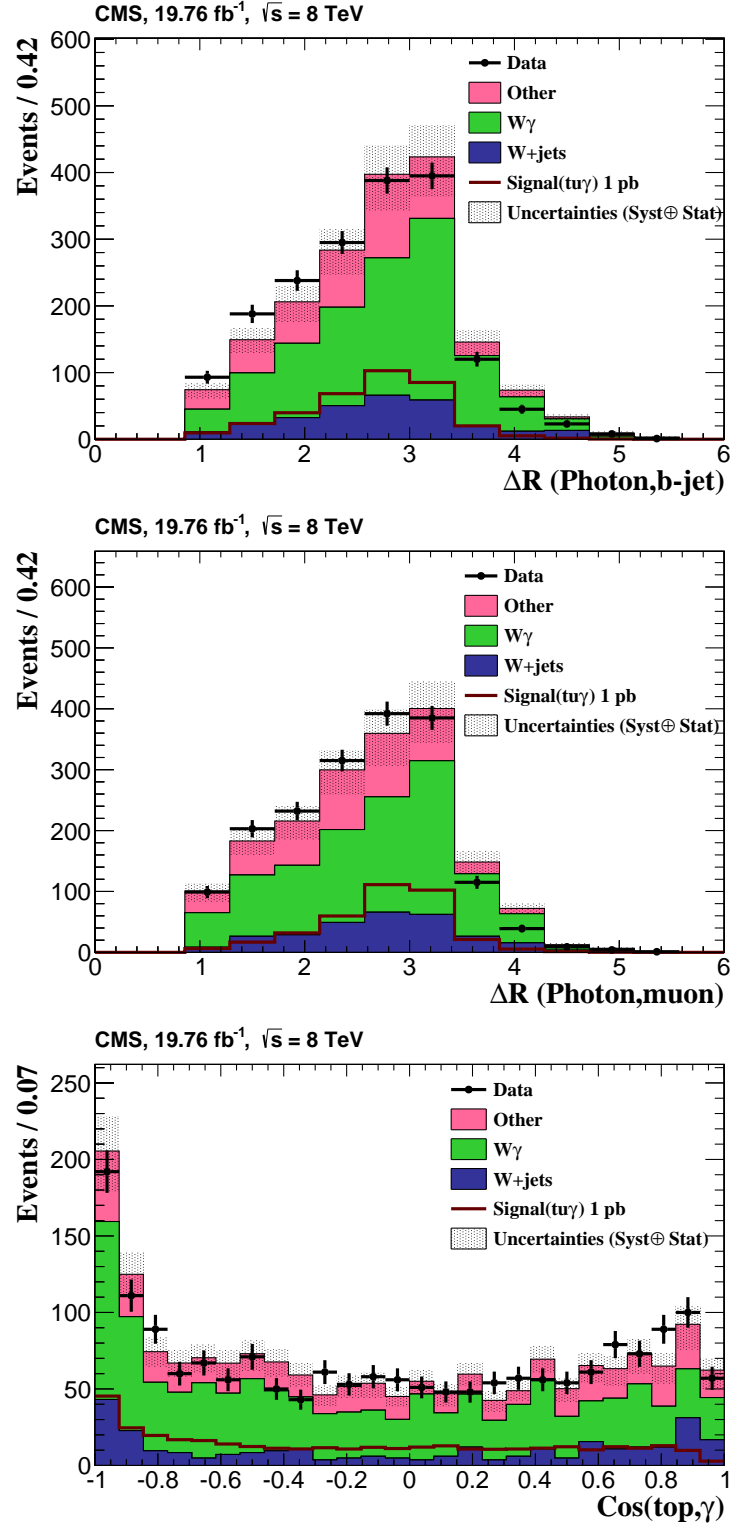 CMS, 19.76 fb⁻¹, √s = 8 TeV
Events / 0.42
600
500
400
300
200
100
0
Data
Other
Wγ
W+jets
Signal(tuγ) 1 pb
Uncertainties (Syst⊕ Stat)
0 1 2 3 4 5 6
ΔR (Photon,b-jet)
CMS, 19.76 fb⁻¹, √s = 8 TeV
Events / 0.42
600
500
400
300
200
100
0
Data
Other
Wγ
W+jets
Signal(tuγ) 1 pb
Uncertainties (Syst⊕ Stat)
0 1 2 3 4 5 6
ΔR (Photon,muon)
CMS, 19.76 fb⁻¹, √s = 8 TeV
Events / 0.07
250
200
150
100
50
0
Data
Other
Wγ
W+jets
Signal(tuγ) 1 pb
Uncertainties (Syst⊕ Stat)
-1 -0.8 -0.6 -0.4 -0.2 0 0.2 0.4 0.6 0.8 1
Cos(top,γ)